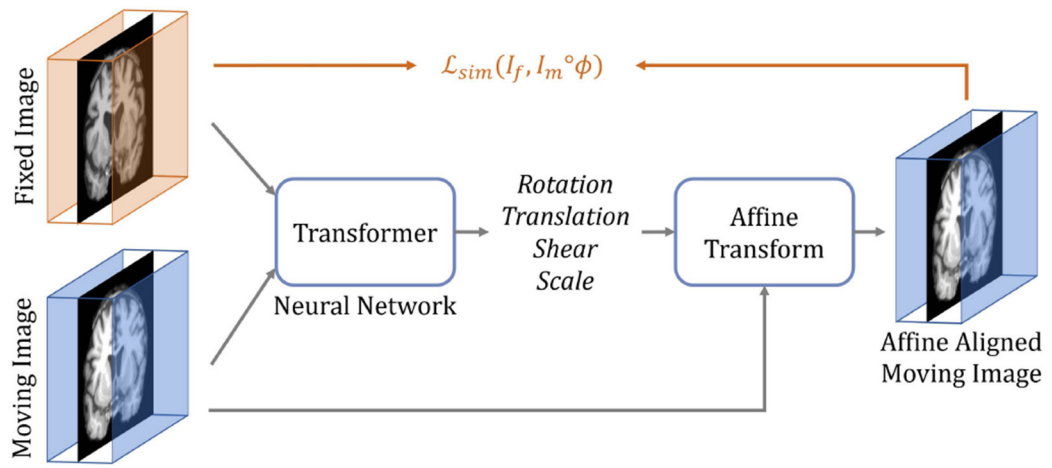 Fixed Image
ℒ_sim(I_f, I_m°ϕ)
Transformer
Neural Network
Rotation
Translation
Shear
Scale
Affine
Transform
Moving Image
Affine Aligned
Moving Image